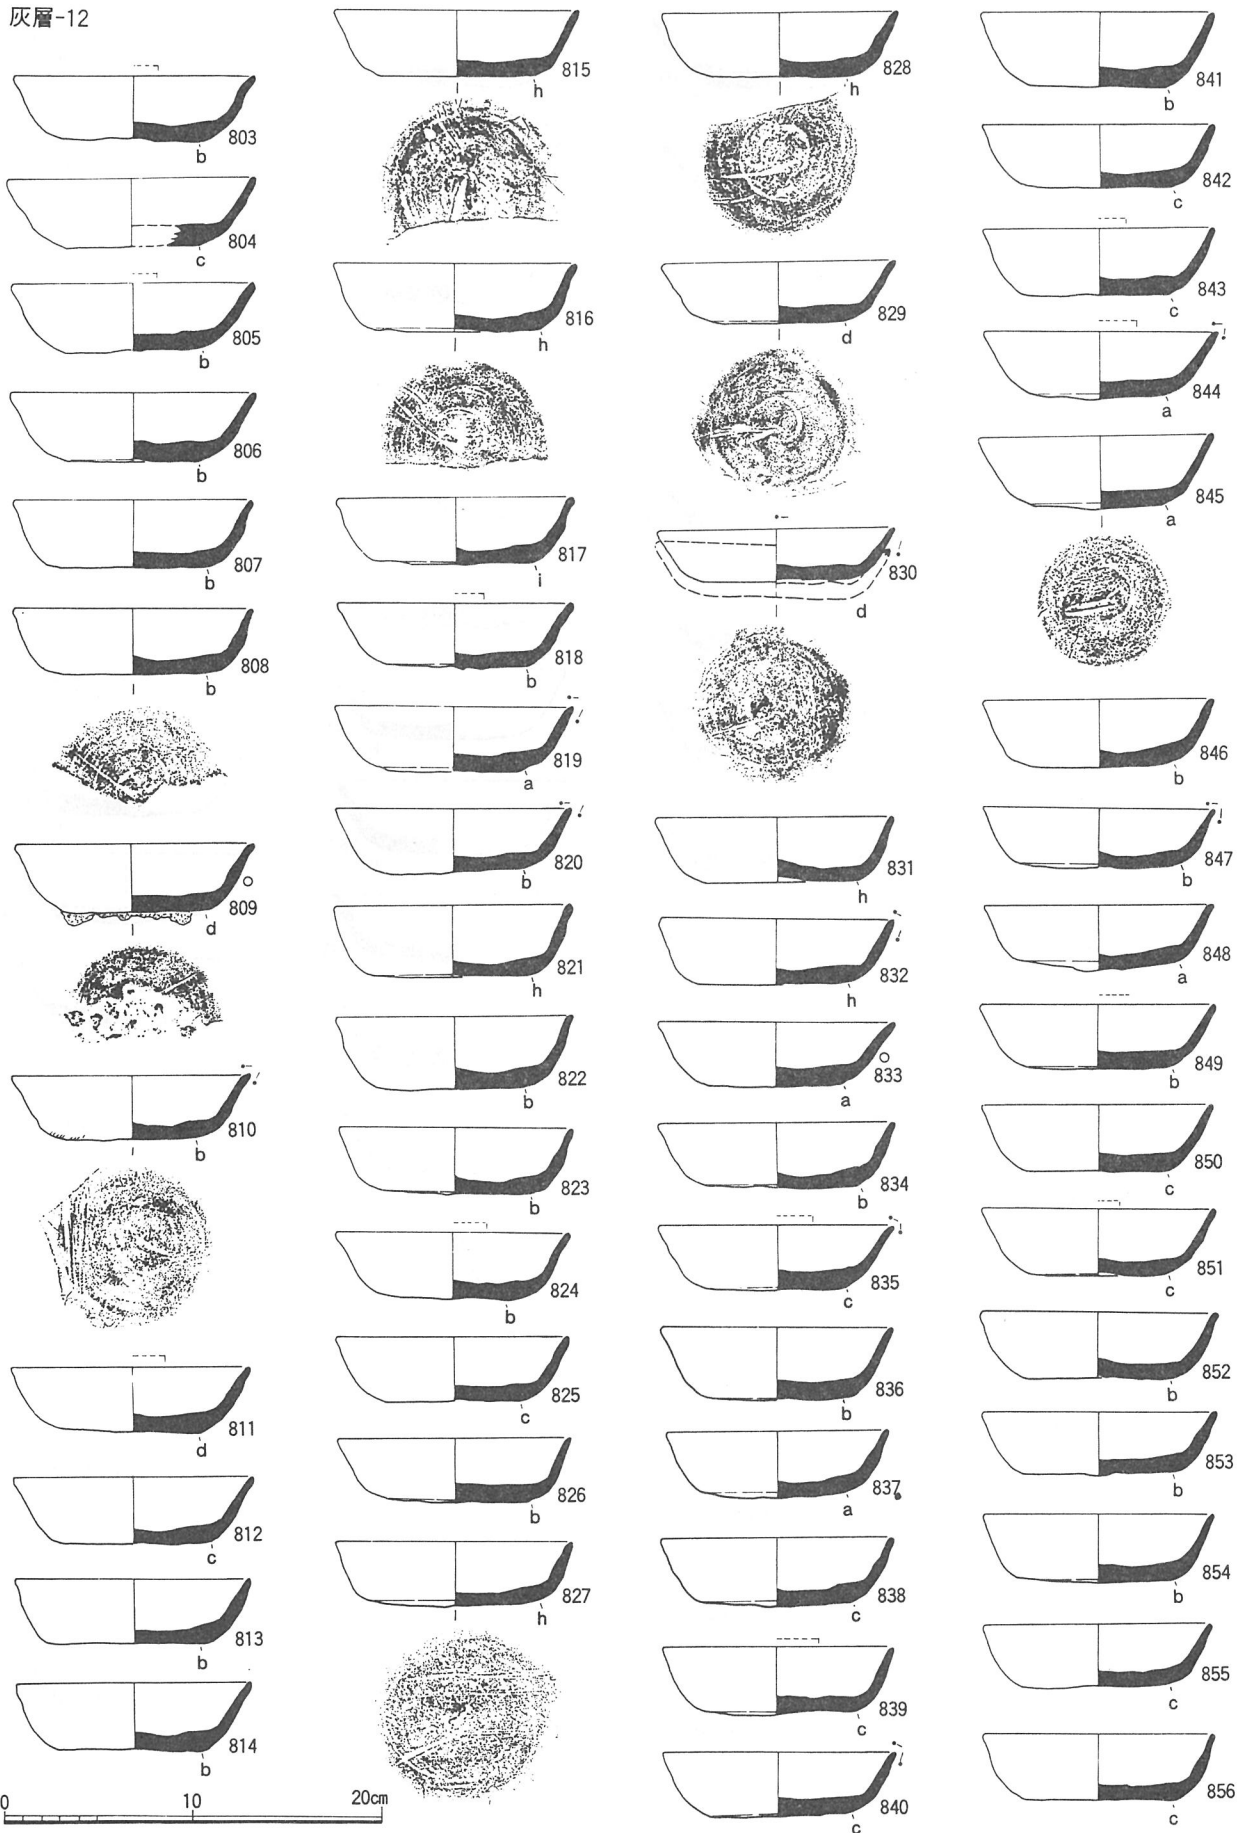 灰層-12
803
b
804
c
805
b
806
b
807
b
808
b
809
d
810
b
811
d
812
c
813
b
814
b
815
h
816
h
817
i
818
b
819
a
820
b
821
h
822
b
823
b
824
b
825
c
826
b
827
h
828
h
829
d
830
d
831
h
832
h
833
a
834
b
835
c
836
b
837
a
838
c
839
c
840
c
841
b
842
c
843
c
844
a
845
a
846
b
847
b
848
a
849
b
850
c
851
c
852
b
853
b
854
b
855
c
856
c
0 10 20cm